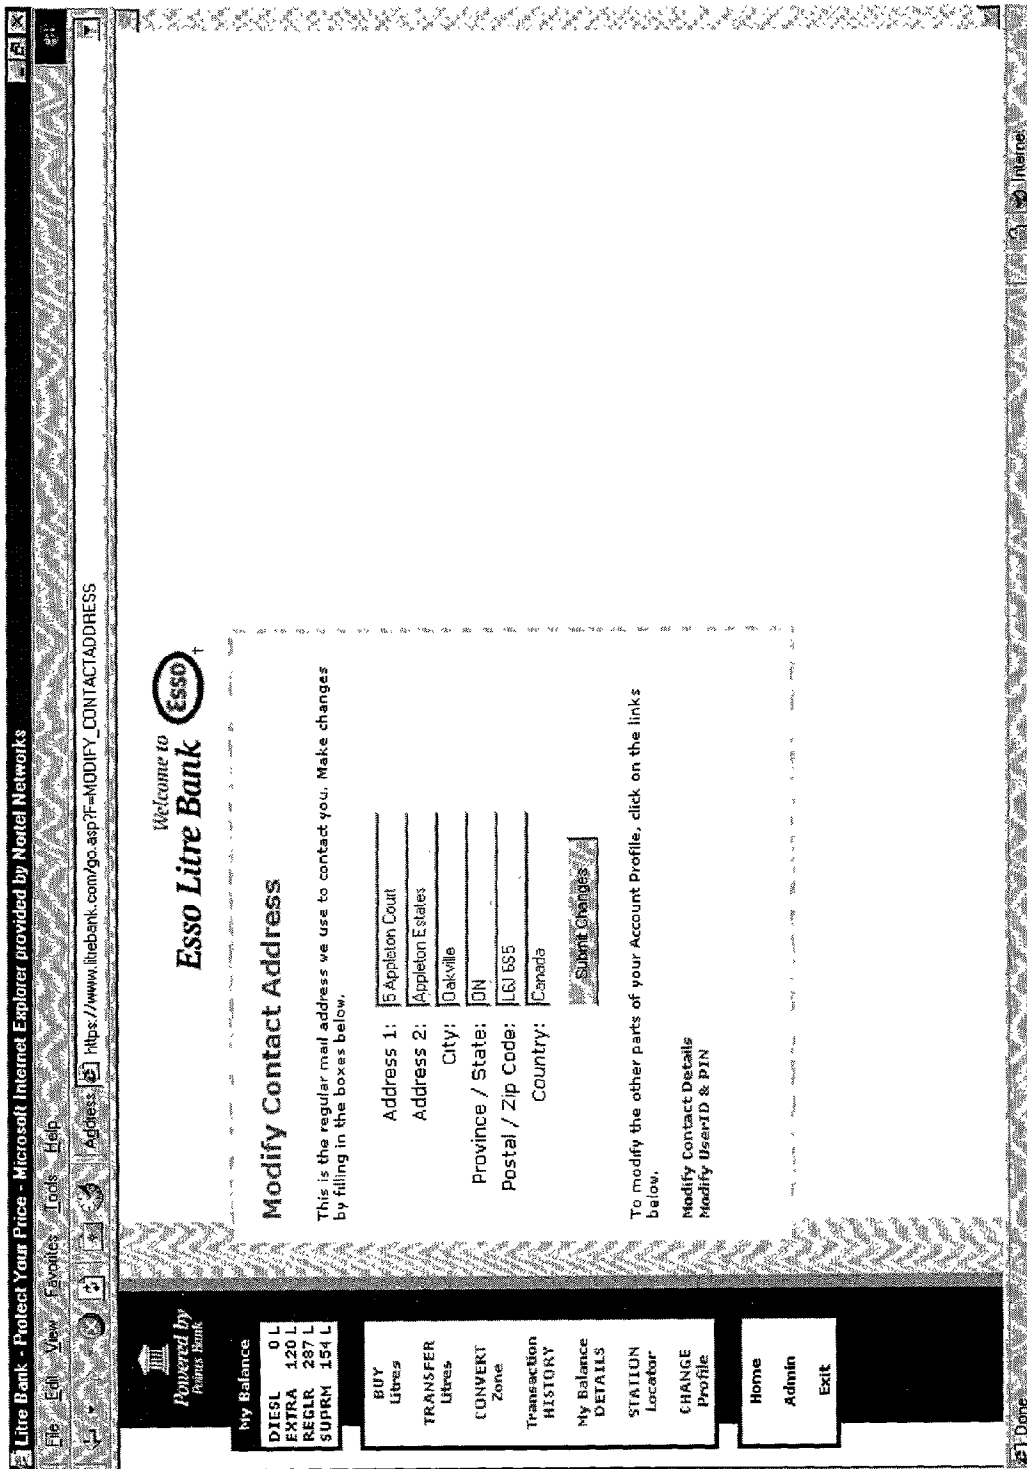 Litre Bank - Protect Your Price - Microsoft Internet Explorer provided by Nortel Networks
File Edit View Favorites Tools Help
Address https://www.litrebank.com/go.asp?F=MODIFY_CONTACTADDRESS
Powered by
Points Bank
My Balance
DIESL 0 L
EXTRA 120 L
REGLR 287 L
SUPRM 154 L
BUY
Litres
TRANSFER
Litres
CONVERT
Zone
Transaction
HISTORY
My Balance
DETAILS
STATION
Locator
CHANGE
Profile
Home
Admin
Exit
Welcome to
Esso Litre Bank
Esso
†
Modify Contact Address
This is the regular mail address we use to contact you. Make changes
by filling in the boxes below.
Address 1: 5 Appleton Court
Address 2: Appleton Estates
City: Oakville
Province / State: ON
Postal / Zip Code: L6J 6S5
Country: Canada
Submit Changes
To modify the other parts of your Account Profile, click on the links
below.
Modify Contact Details
Modify UserID & PIN
Done
Internet